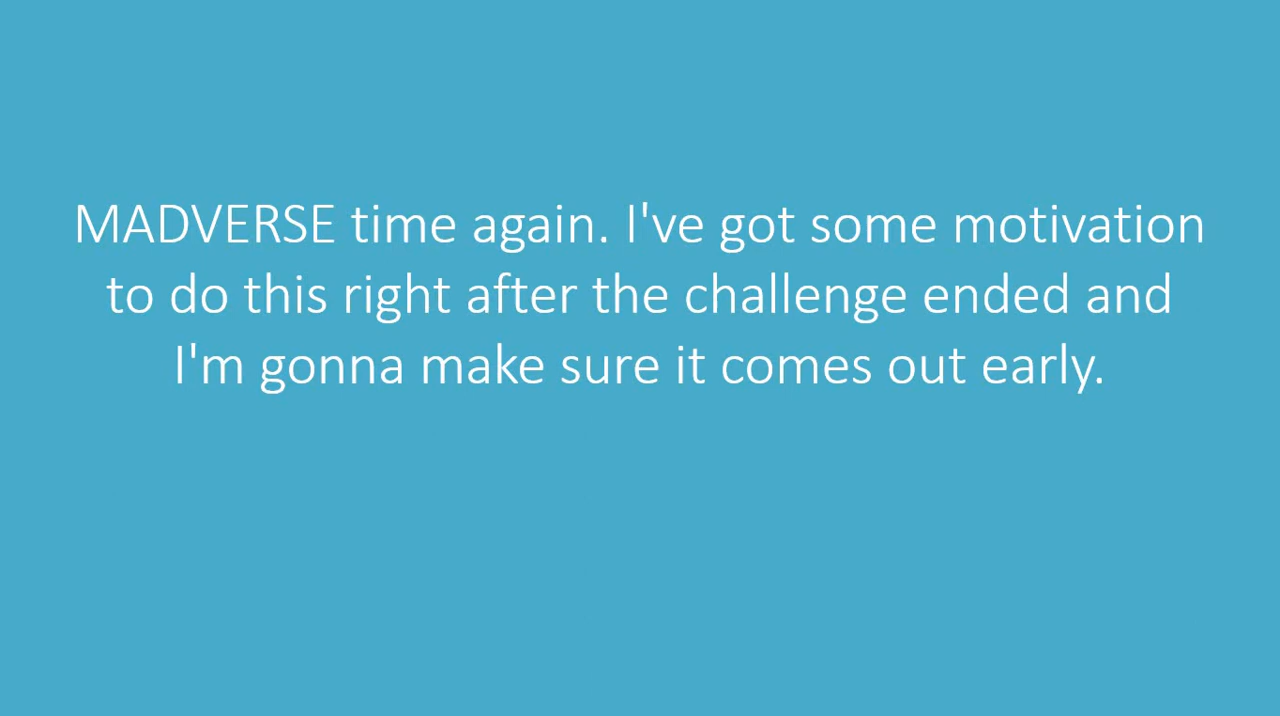 MADVERSE time again. I've got some motivation
to do this right after the challenge ended and
I'm gonna make sure it comes out early.